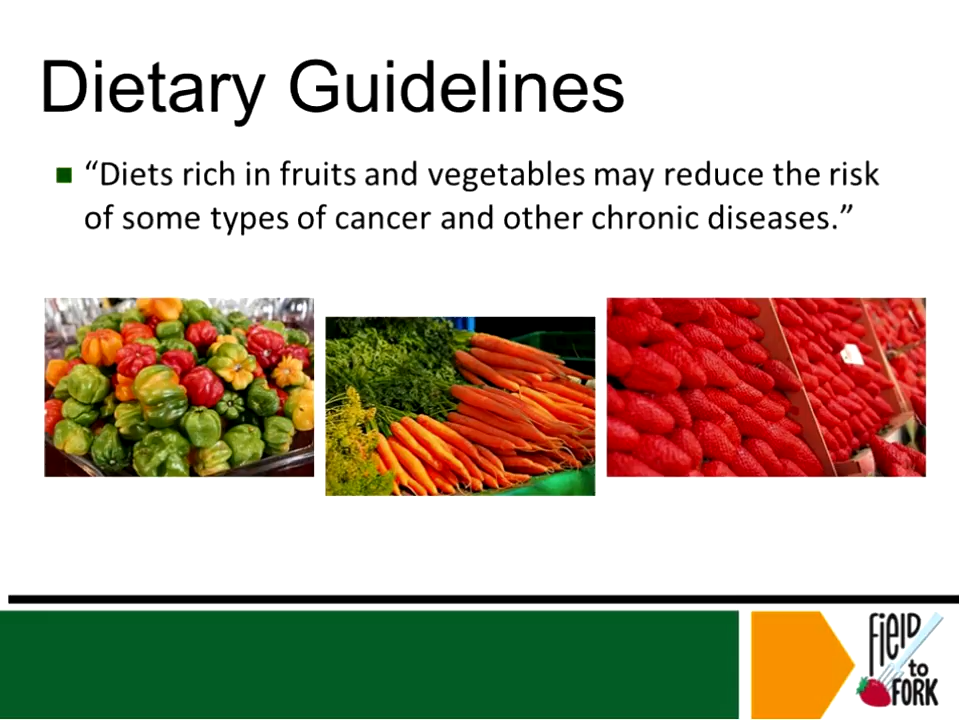 Dietary Guidelines
“Diets rich in fruits and vegetables may reduce the risk
of some types of cancer and other chronic diseases.”
field
to
FORK